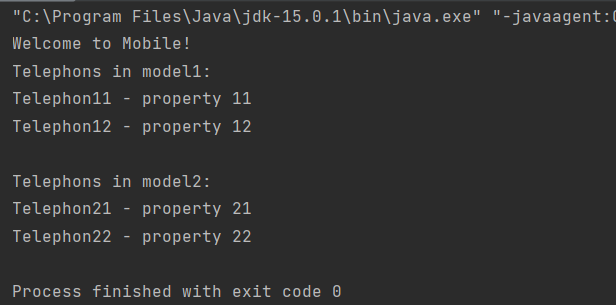 "C:\Program Files\Java\jdk-15.0.1\bin\java.exe" "-javaagent:
Welcome to Mobile!
Telephons in model1:
Telephon11 - property 11
Telephon12 - property 12
Telephons in model2:
Telephon21 - property 21
Telephon22 - property 22
Process finished with exit code 0